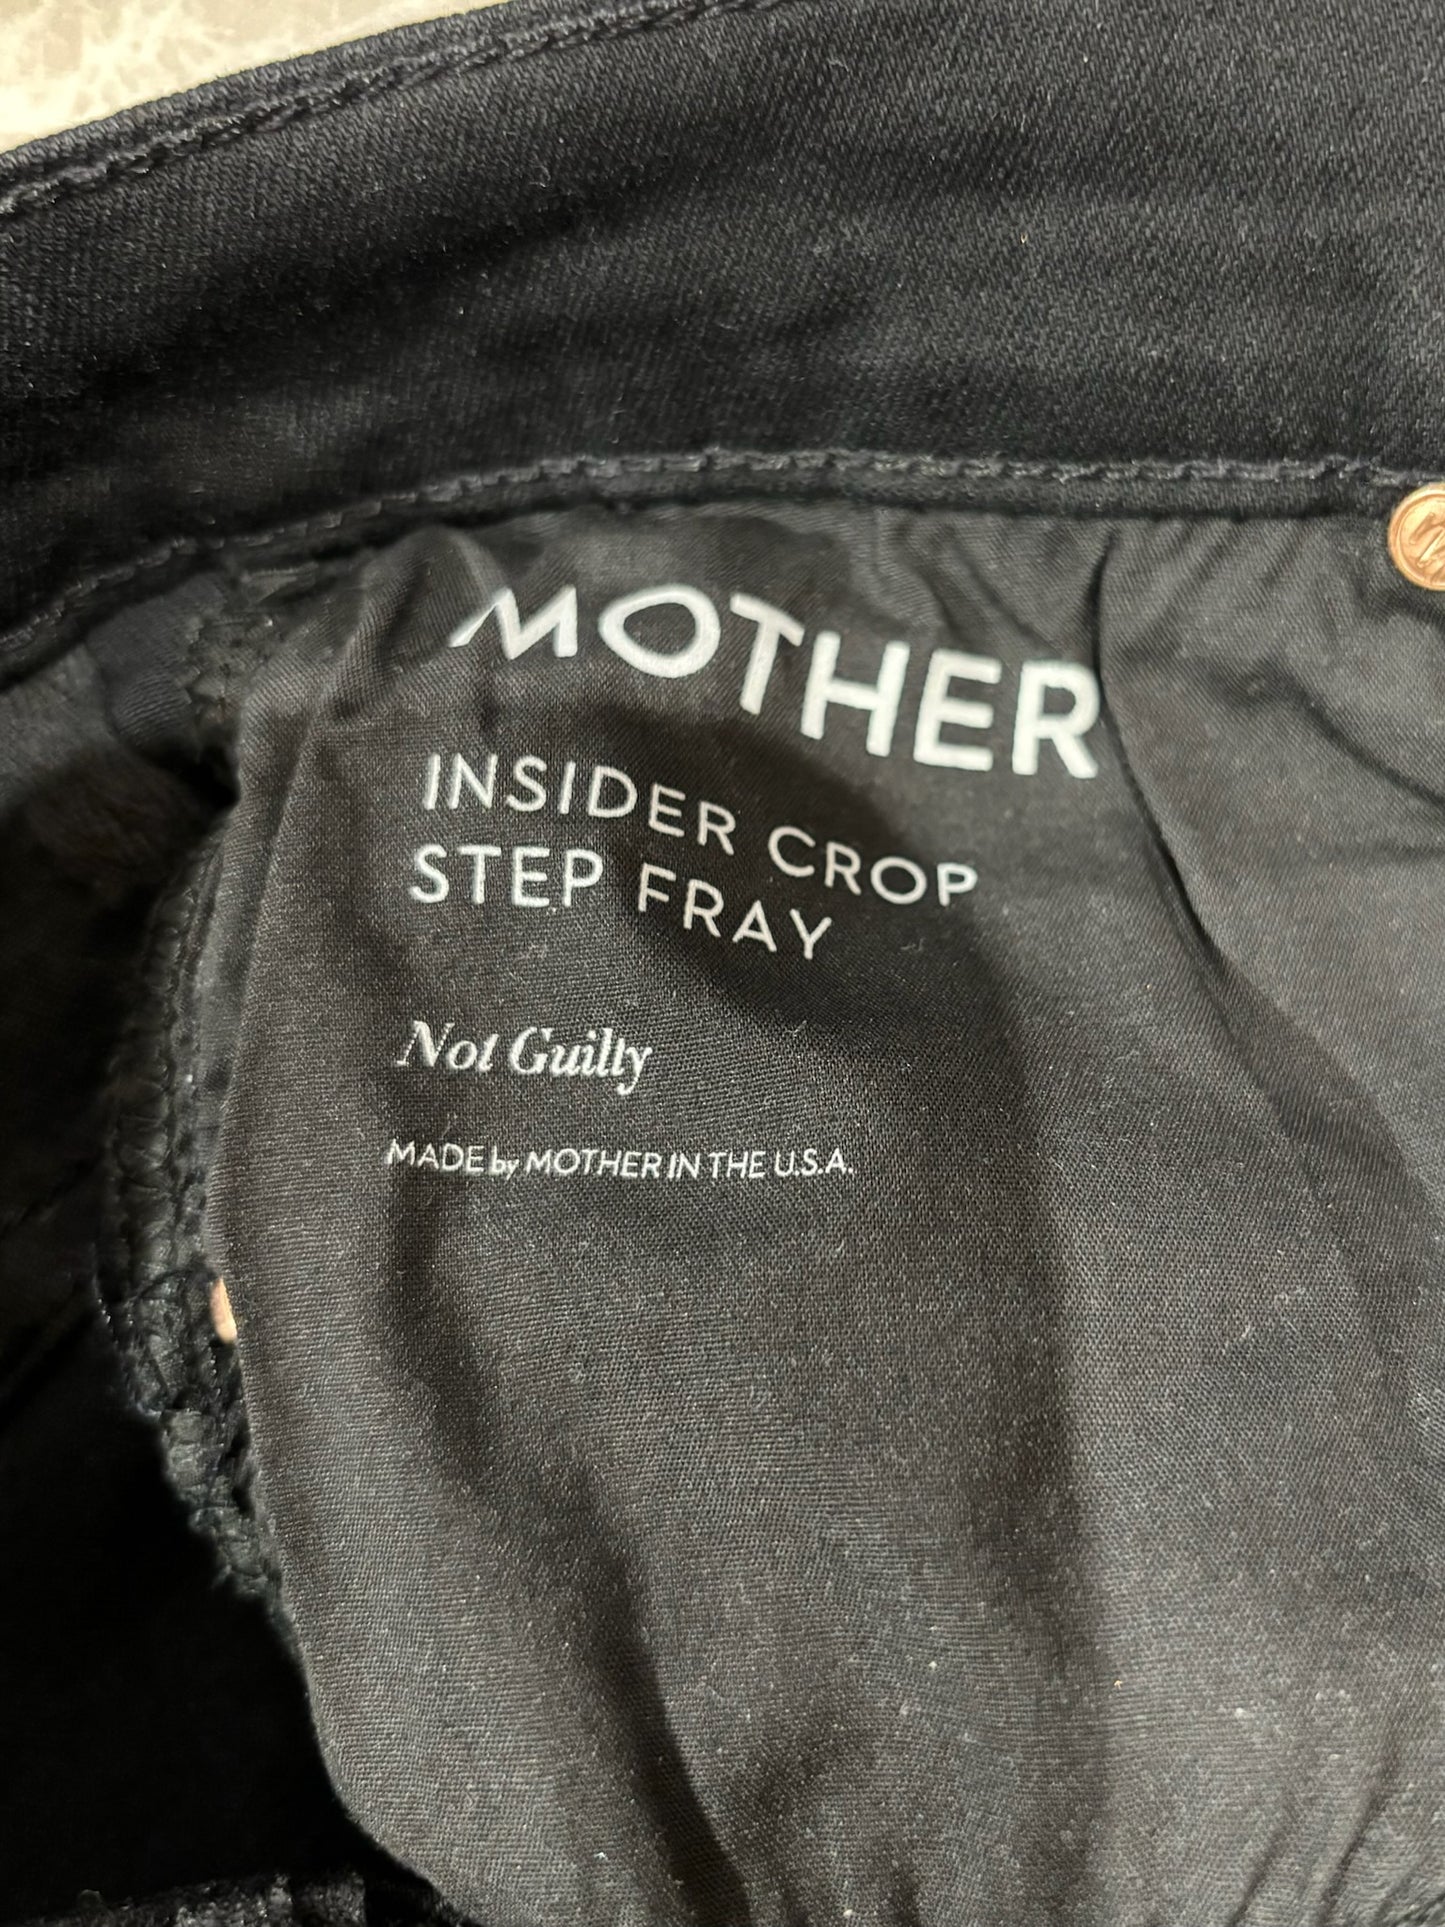 MOTHER
INSIDER CROP
STEP FRAY
Not Guilty
MADE by MOTHER IN THE U.S.A.